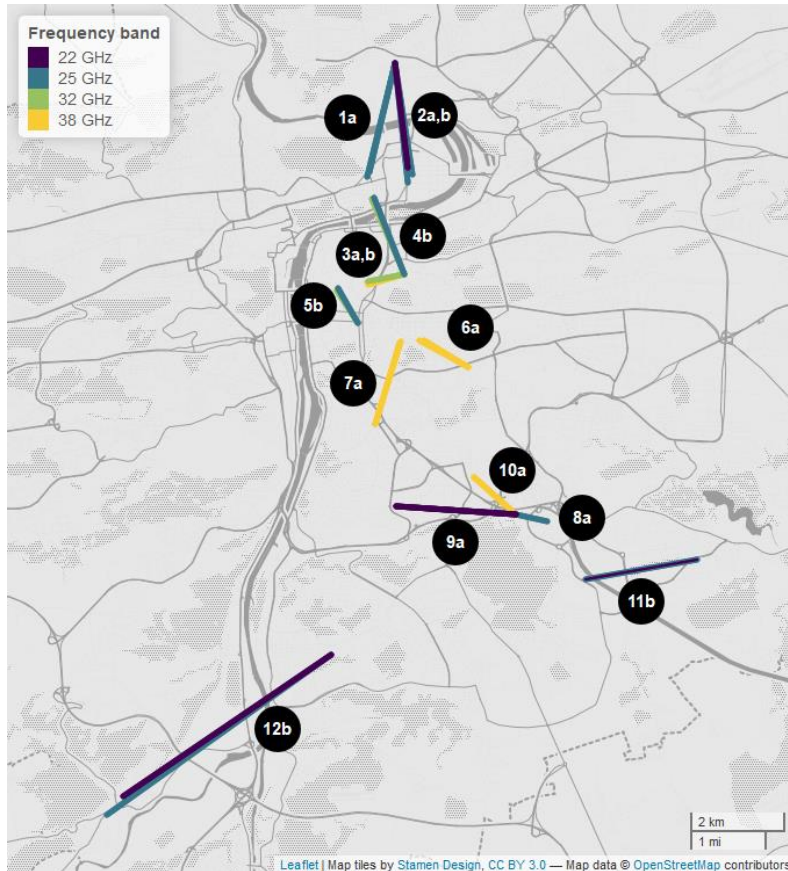 Frequency band
22 GHz
25 GHz
32 GHz
38 GHz
1a
2a,b
4b
3a,b
5b
6a
7a
10a
8a
9a
11b
12b
2 km
1 mi
Leaflet | Map tiles by Stamen Design, CC BY 3.0 — Map data © OpenStreetMap contributors